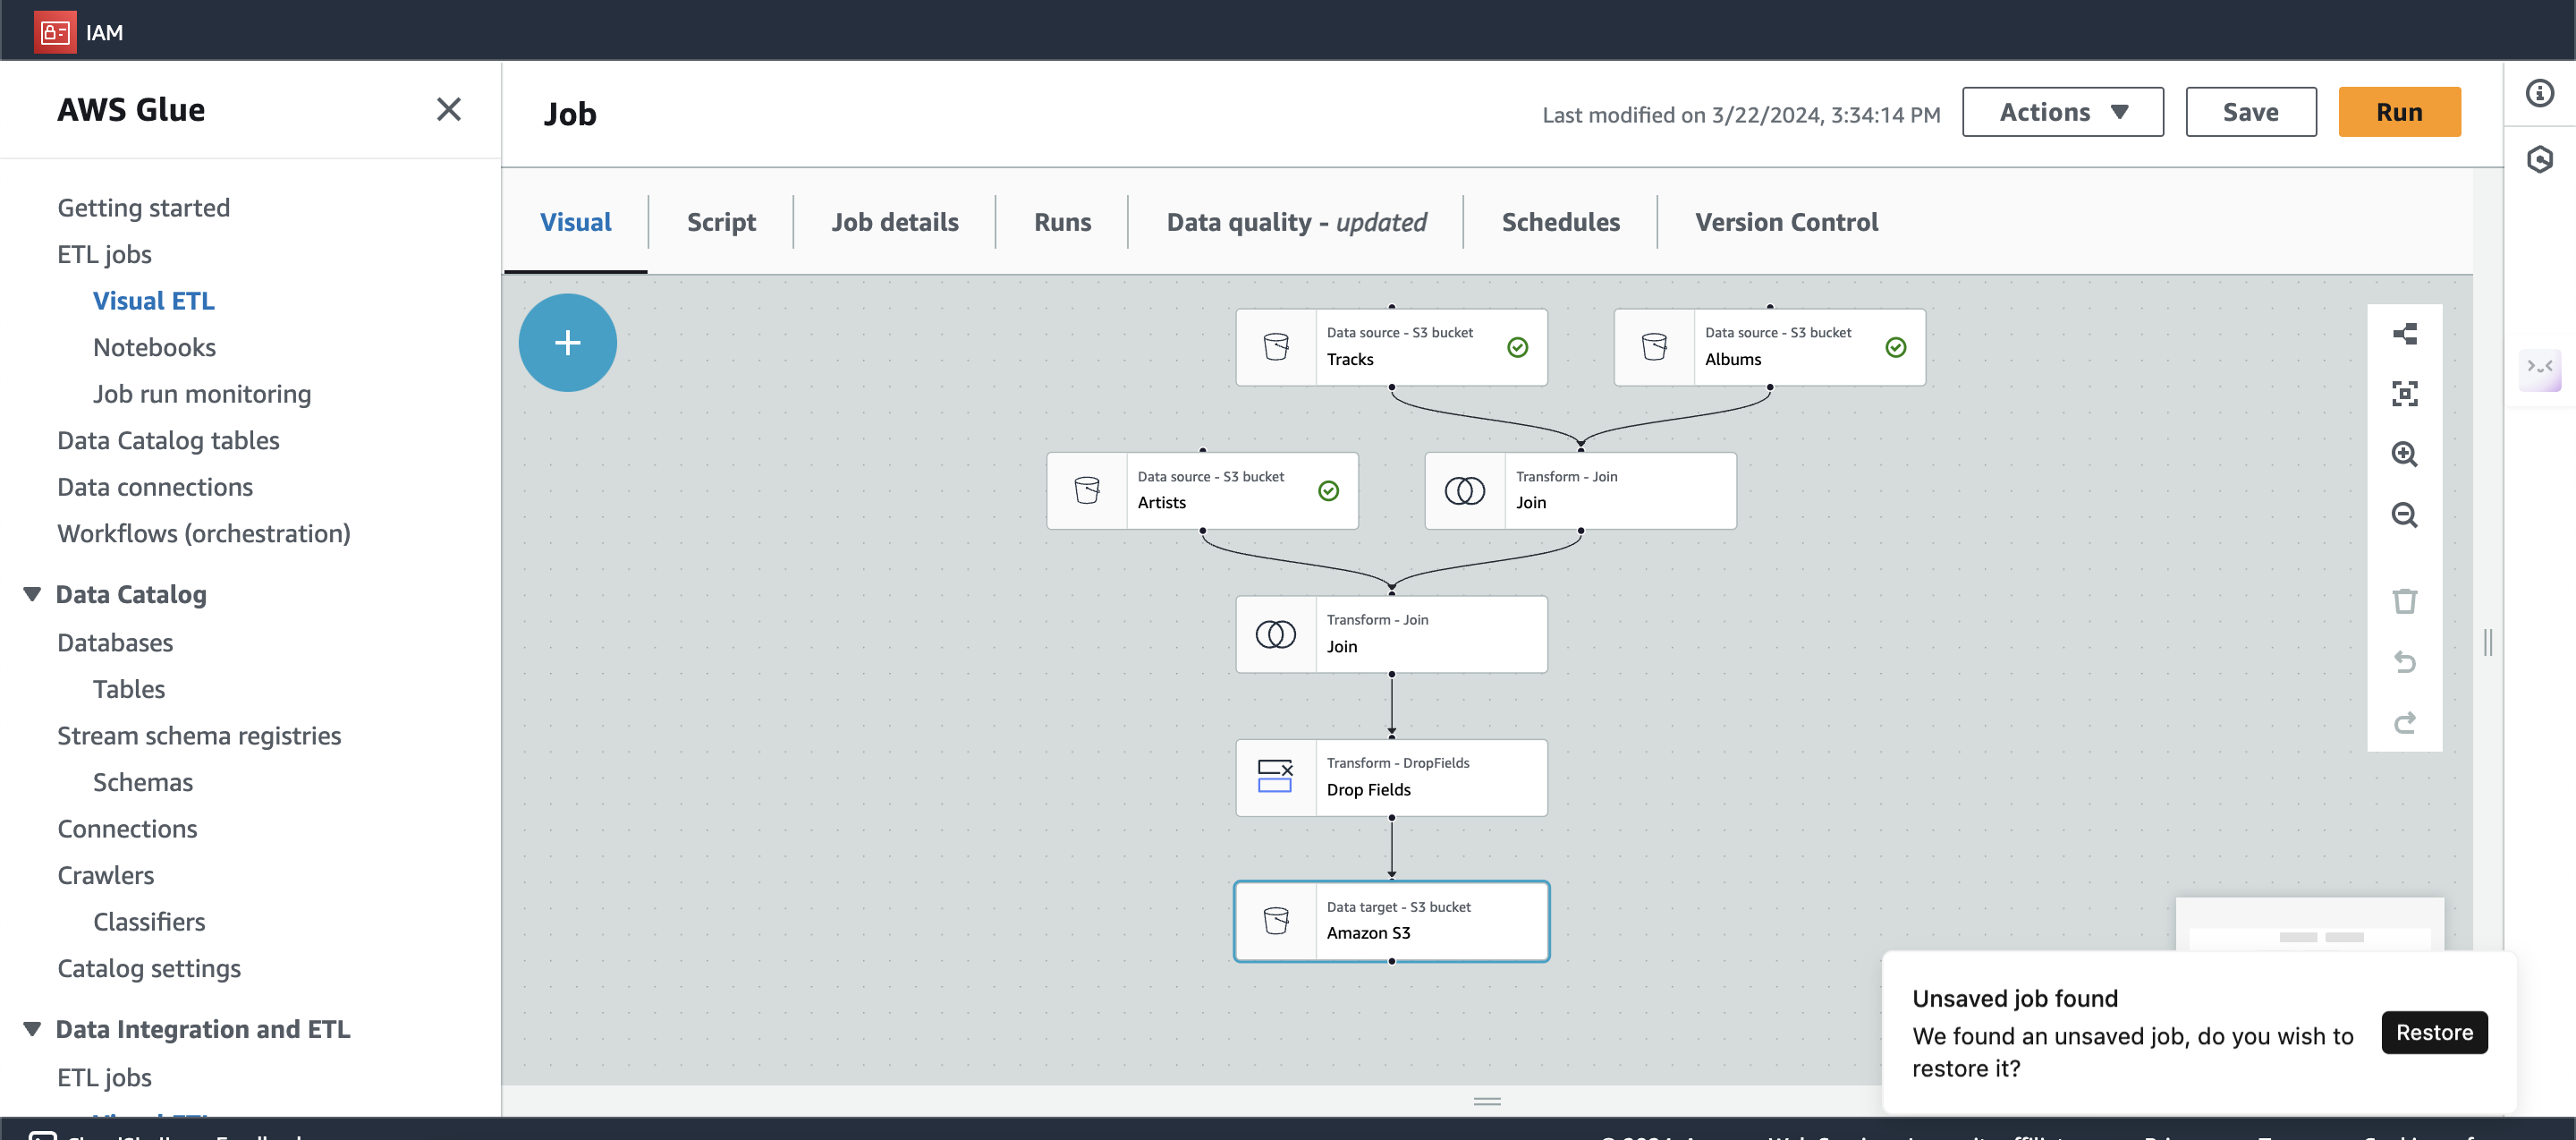 IAM
AWS Glue
Getting started
ETL jobs
Visual ETL
Notebooks
Job run monitoring
Data Catalog tables
Data connections
Workflows (orchestration)
Data Catalog
Databases
Tables
Stream schema registries
Schemas
Connections
Crawlers
Classifiers
Catalog settings
Data Integration and ETL
ETL jobs
Visual ETL
Job
Last modified on 3/22/2024, 3:34:14 PM
Actions
Save
Run
Visual
Script
Job details
Runs
Data quality - updated
Schedules
Version Control
Data source - S3 bucket
Tracks
Data source - S3 bucket
Albums
Data source - S3 bucket
Artists
Transform - Join
Join
Transform - Join
Join
Transform - DropFields
Drop Fields
Data target - S3 bucket
Amazon S3
Unsaved job found
We found an unsaved job, do you wish to
restore it?
Restore